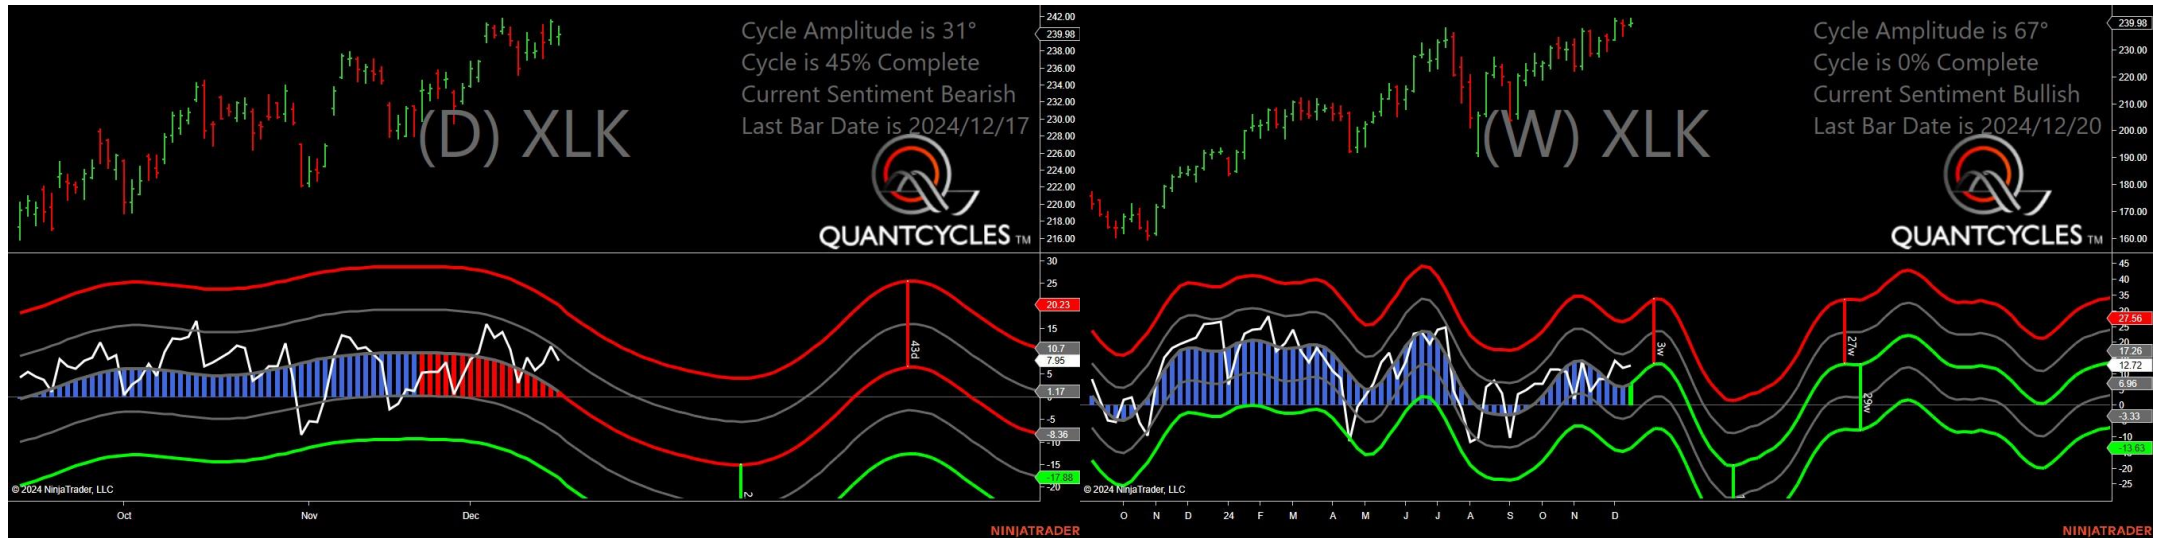 Cycle Amplitude is 31°
Cycle is 45% Complete
Current Sentiment Bearish
Last Bar Date is 2024/12/17
(D) XLK
QUANTCYCLES TM
242.00
239.98
238.00
236.00
234.00
232.00
230.00
228.00
226.00
224.00
222.00
220.00
218.00
216.00
30
25
20.23
15
10.7
7.95
5
1.17
0
-5
-8.36
-10
-15
-17.88
-20
43d
2
© 2024 NinjaTrader, LLC
Oct Nov Dec
NINJATRADER
Cycle Amplitude is 67°
Cycle is 0% Complete
Current Sentiment Bullish
Last Bar Date is 2024/12/20
(W) XLK
QUANTCYCLES TM
239.98
230.00
220.00
210.00
200.00
190.00
180.00
170.00
160.00
45
40
35
27.56
25
20
17.26
12.72
10
6.96
0
-3.33
-5
-10
-13.63
-20
-25
3w
27w
29w
© 2024 NinjaTrader, LLC
O N D 24 F M A M J J A S O N D
NINJATRADER